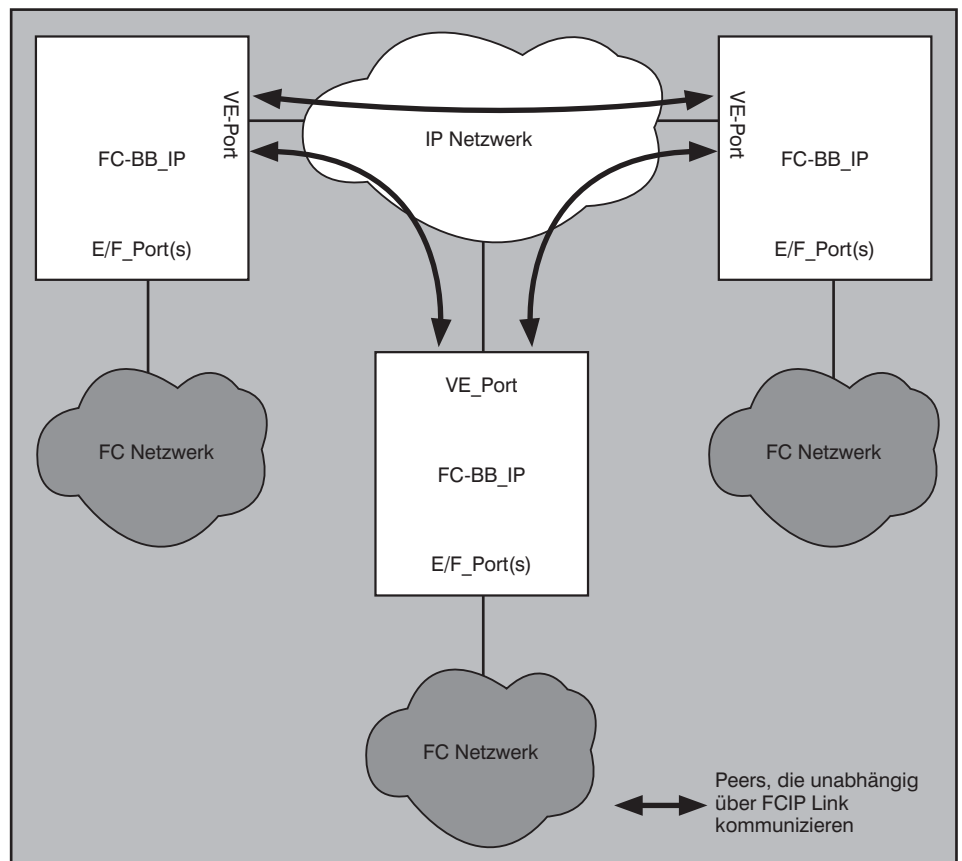 VE-Port
FC-BB_IP
E/F_Port(s)
IP Netzwerk
VE-Port
FC-BB_IP
E/F_Port(s)
FC Netzwerk
VE_Port
FC-BB_IP
E/F_Port(s)
FC Netzwerk
FC Netzwerk
Peers, die unabhängig
über FCIP Link
kommunizieren